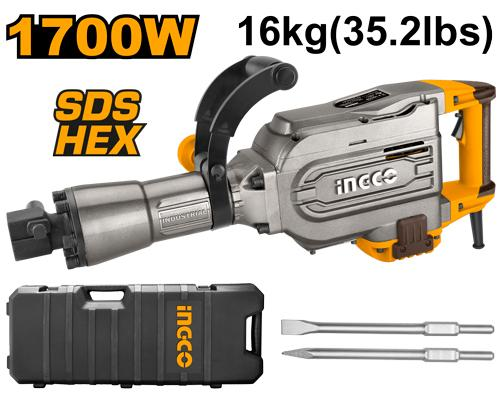 1700W
16kg(35.2lbs)
SDS
HEX
INGCO
INDUSTRIAL
INGCO